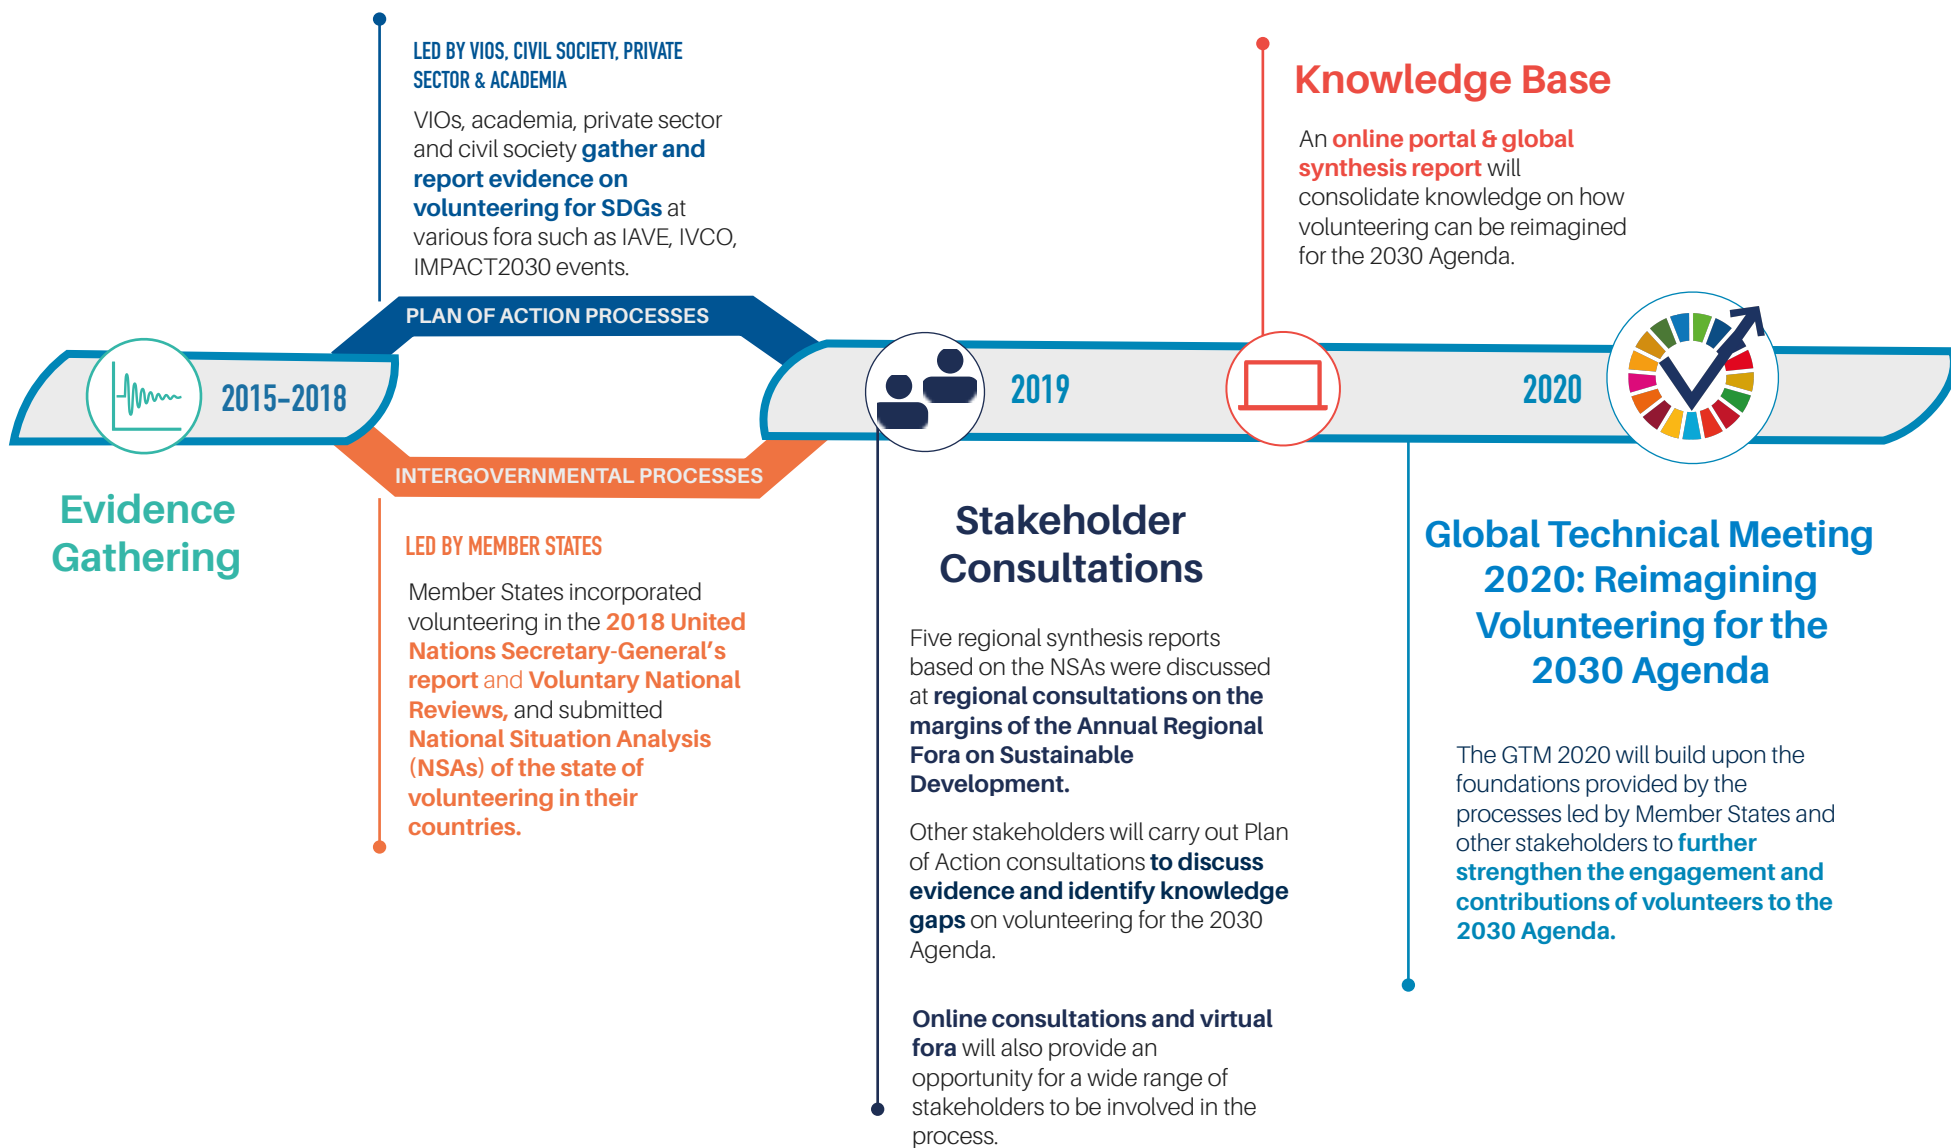 LED BY VIOS, CIVIL SOCIETY, PRIVATE
SECTOR & ACADEMIA
VIOs, academia, private sector
and civil society gather and
report evidence on
volunteering for SDGs at
various fora such as IAVE, IVCO,
IMPACT2030 events.
Knowledge Base
An online portal & global
synthesis report will
consolidate knowledge on how
volunteering can be reimagined
for the 2030 Agenda.
PLAN OF ACTION PROCESSES
2015-2018
2019
2020
INTERGOVERNMENTAL PROCESSES
Evidence
Gathering
LED BY MEMBER STATES
Member States incorporated
volunteering in the 2018 United
Nations Secretary-General's
report and Voluntary National
Reviews, and submitted
National Situation Analysis
(NSAs) of the state of
volunteering in their
countries.
Stakeholder
Consultations
Five regional synthesis reports
based on the NSAs were discussed
at regional consultations on the
margins of the Annual Regional
Fora on Sustainable
Development.
Other stakeholders will carry out Plan
of Action consultations to discuss
evidence and identify knowledge
gaps on volunteering for the 2030
Agenda.
Online consultations and virtual
fora will also provide an
opportunity for a wide range of
stakeholders to be involved in the
process.
Global Technical Meeting
2020: Reimagining
Volunteering for the
2030 Agenda
The GTM 2020 will build upon the
foundations provided by the
processes led by Member States and
other stakeholders to further
strengthen the engagement and
contributions of volunteers to the
2030 Agenda.